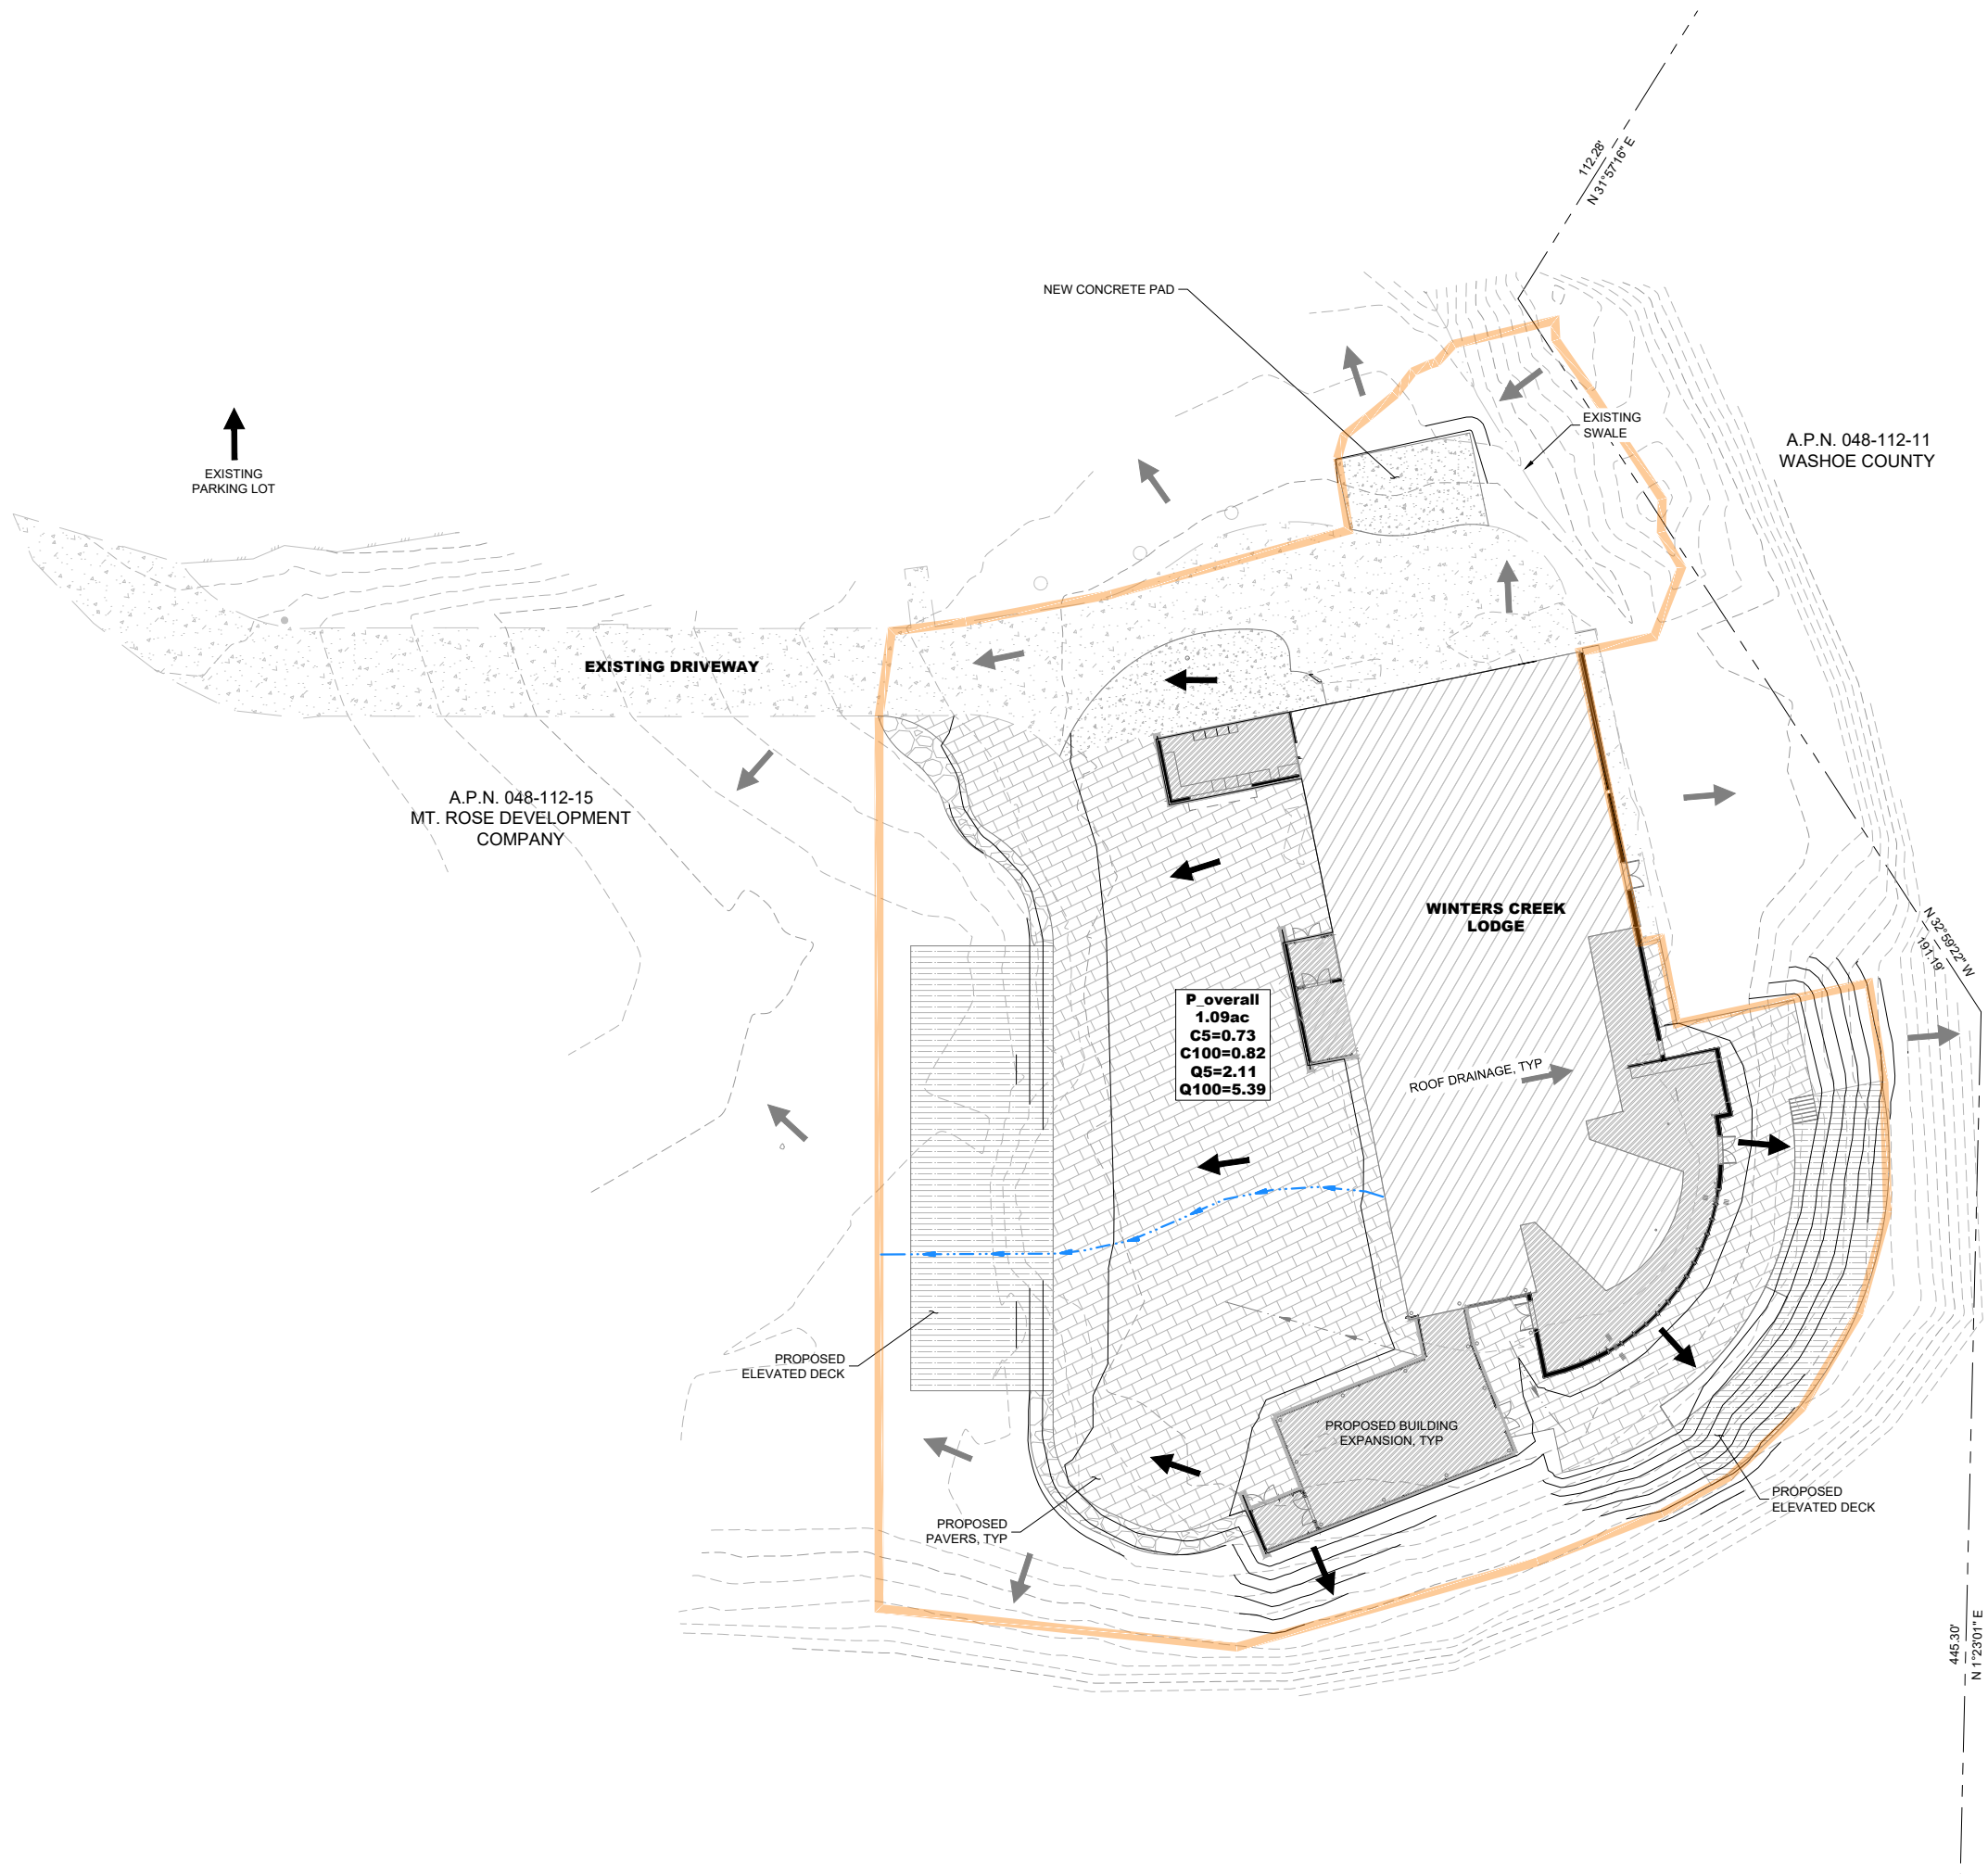 112.28'
N 31°57'16" E
NEW CONCRETE PAD
EXISTING
SWALE
A.P.N. 048-112-11
WASHOE COUNTY
EXISTING
PARKING LOT
EXISTING DRIVEWAY
A.P.N. 048-112-15
MT. ROSE DEVELOPMENT
COMPANY
WINTERS CREEK
LODGE
N 32°59'22" W
191.19'
P_overall
1.09ac
C5=0.73
C100=0.82
Q5=2.11
Q100=5.39
ROOF DRAINAGE, TYP
PROPOSED
ELEVATED DECK
PROPOSED BUILDING
EXPANSION, TYP
PROPOSED
ELEVATED DECK
PROPOSED
PAVERS, TYP
445.30'
N 1°23'01" E